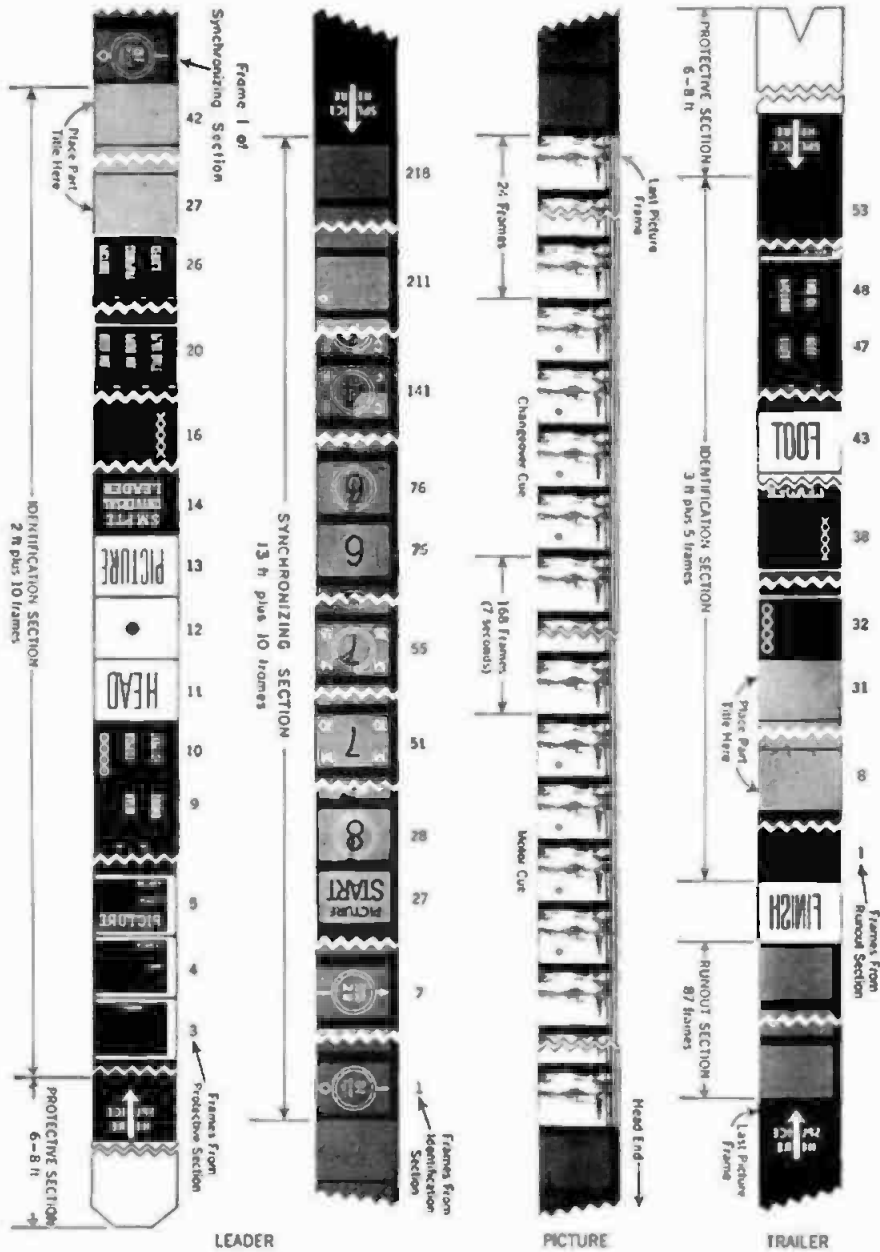 Frame 1 of
Synchronizing
Section
42
Place Part
Title Here
27
26
20
16
14
SMPTE
UNIVERSAL
LEADER
13
PICTURE
12
11
HEAD
10
9
5
PICTURE
4
3
Frames From
Protective Section
IDENTIFICATION SECTION
2 ft plus 10 frames
PROTECTIVE SECTION
6-8 ft
SPLICE
HERE
LEADER
SPLICE
HERE
218
211
141
76
6
75
6
55
7
51
7
28
8
27
PICTURE
START
7
1
Frames From
Identification
Section
SYNCHRONIZING SECTION
13 ft plus 10 frames
Last Picture
Frame
24 Frames
Changeover Cue
168 Frames
(7 seconds)
Motor Cue
Head End
PICTURE
PROTECTIVE SECTION
6-8 ft
SPLICE
HERE
53
48
47
43
FOOT
38
32
31
Place Part
Title Here
8
1
Frames From
Runout Section
FINISH
IDENTIFICATION SECTION
3 ft plus 5 frames
RUNOUT SECTION
87 frames
SPLICE
HERE
Last Picture
Frame
TRAILER